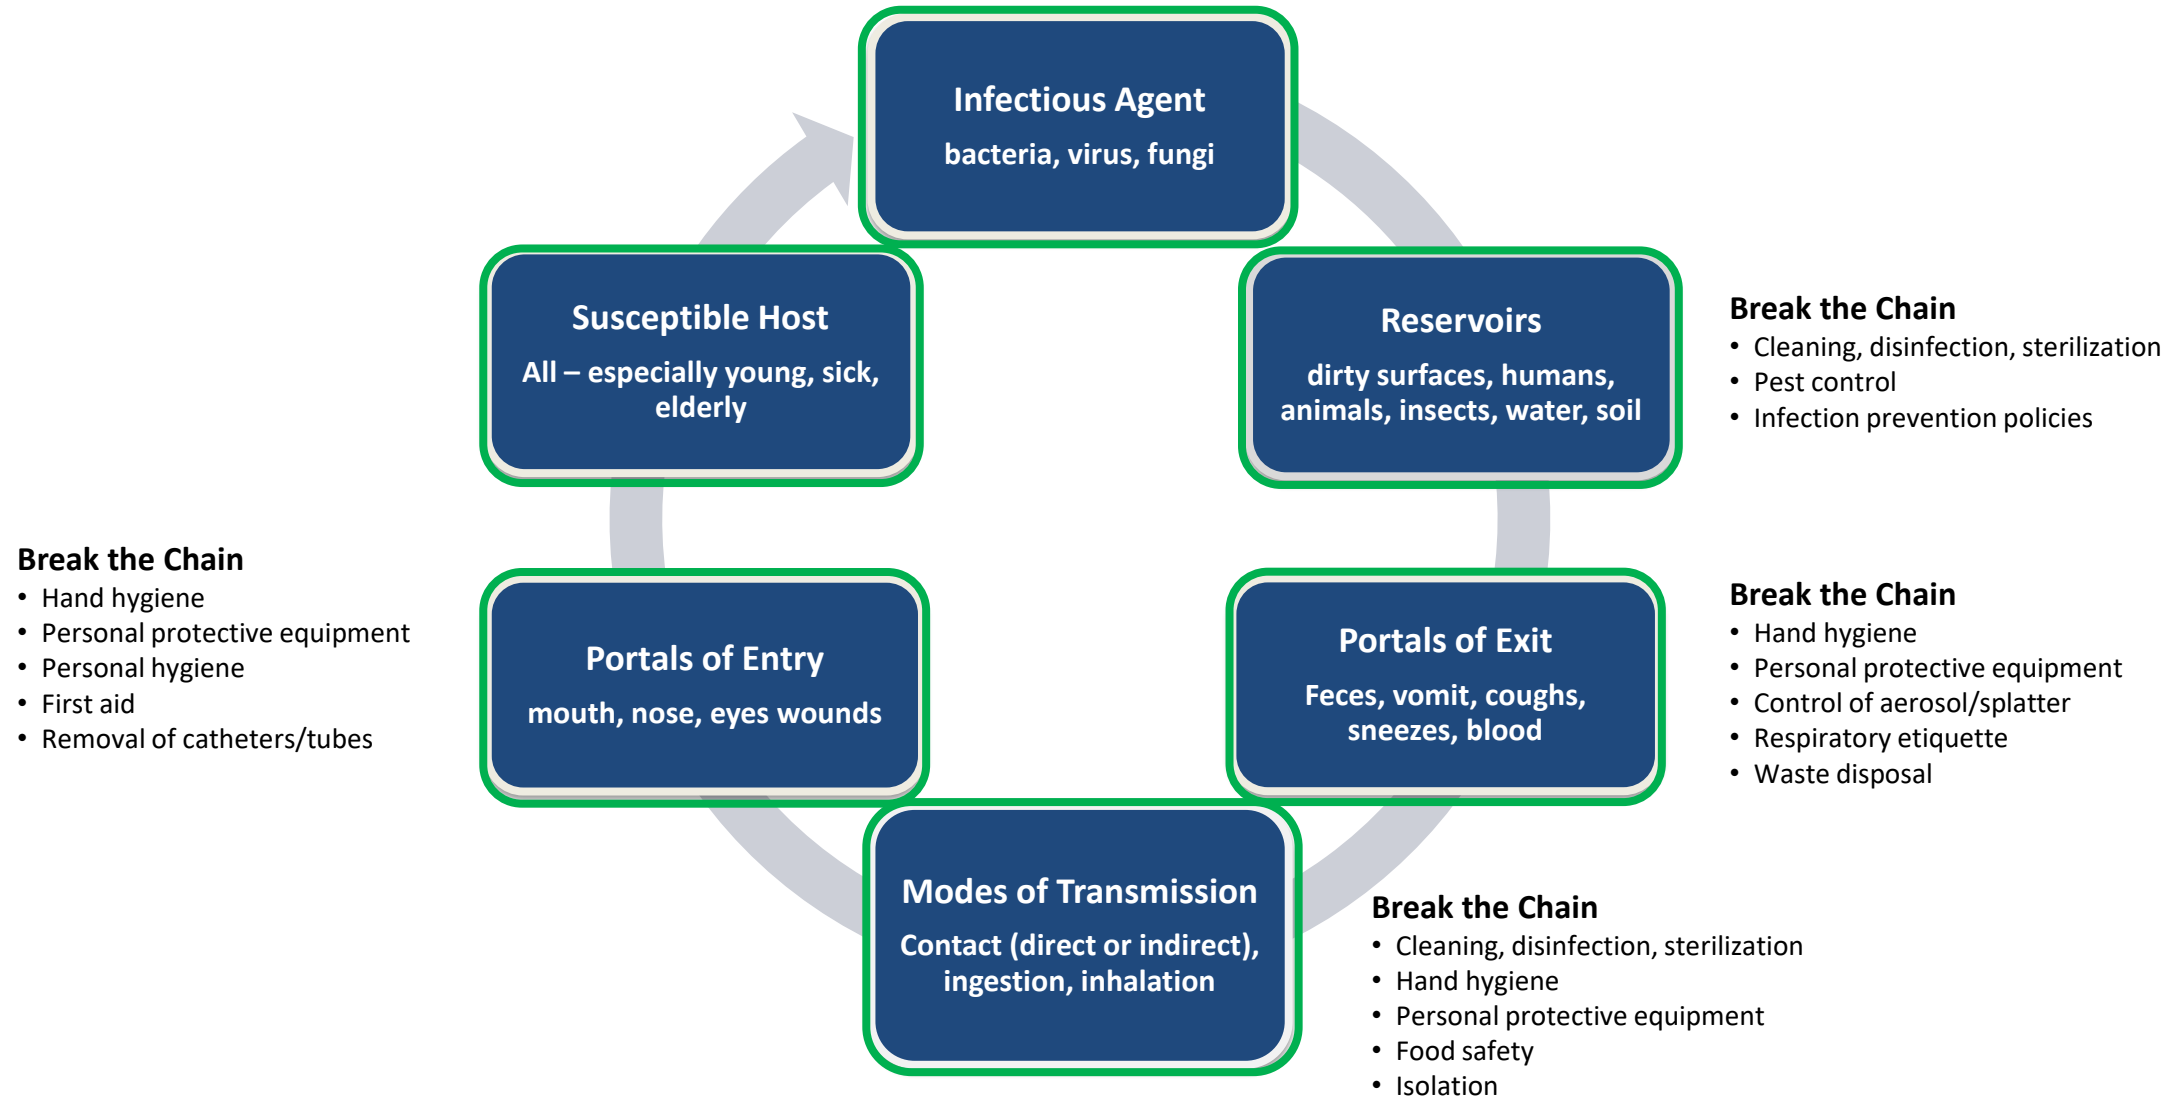 Infectious Agent
bacteria, virus, fungi
Susceptible Host
All – especially young, sick,
elderly
Reservoirs
dirty surfaces, humans,
animals, insects, water, soil
Break the Chain
• Cleaning, disinfection, sterilization
• Pest control
• Infection prevention policies
Break the Chain
• Hand hygiene
• Personal protective equipment
• Personal hygiene
• First aid
• Removal of catheters/tubes
Portals of Entry
mouth, nose, eyes wounds
Portals of Exit
Feces, vomit, coughs,
sneezes, blood
Break the Chain
• Hand hygiene
• Personal protective equipment
• Control of aerosol/splatter
• Respiratory etiquette
• Waste disposal
Modes of Transmission
Contact (direct or indirect),
ingestion, inhalation
Break the Chain
• Cleaning, disinfection, sterilization
• Hand hygiene
• Personal protective equipment
• Food safety
• Isolation